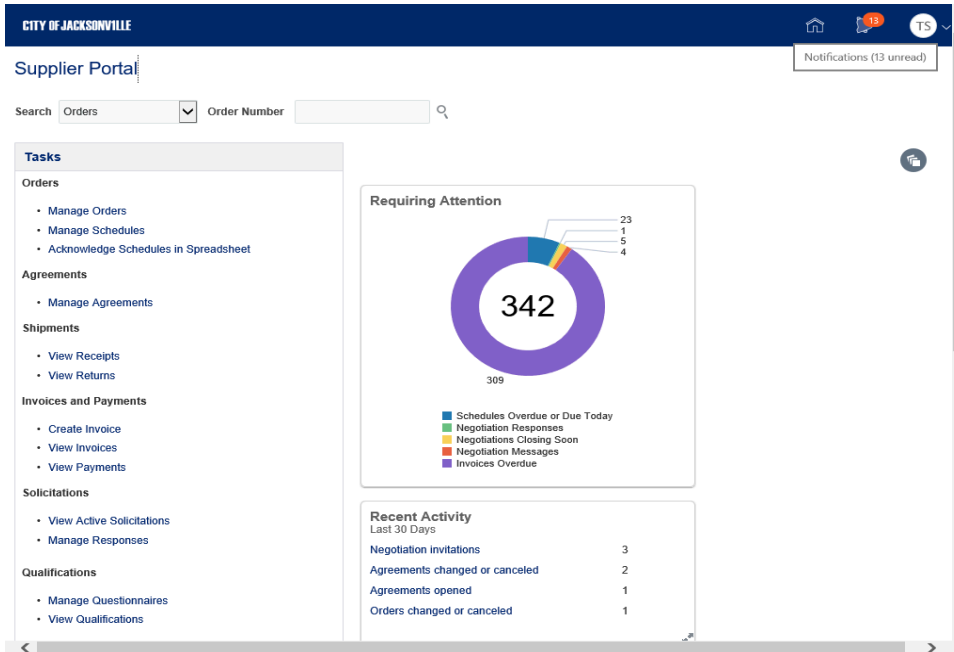 C1TY OF JACKSONV1LLE
13
TS
Notifications (13 unread)
Supplier Portal
Search Orders Order Number
Tasks
Orders
• Manage Orders
• Manage Schedules
• Acknowledge Schedules in Spreadsheet
Agreements
• Manage Agreements
Shipments
• View Receipts
• View Returns
Invoices and Payments
• Create Invoice
• View Invoices
• View Payments
Solicitations
• View Active Solicitations
• Manage Responses
Qualifications
• Manage Questionnaires
• View Qualifications
Requiring Attention
23
1
5
4
342
309
Schedules Overdue or Due Today
Negotiation Responses
Negotiations Closing Soon
Negotiation Messages
Invoices Overdue
Recent Activity
Last 30 Days
Negotiation invitations 3
Agreements changed or canceled 2
Agreements opened 1
Orders changed or canceled 1